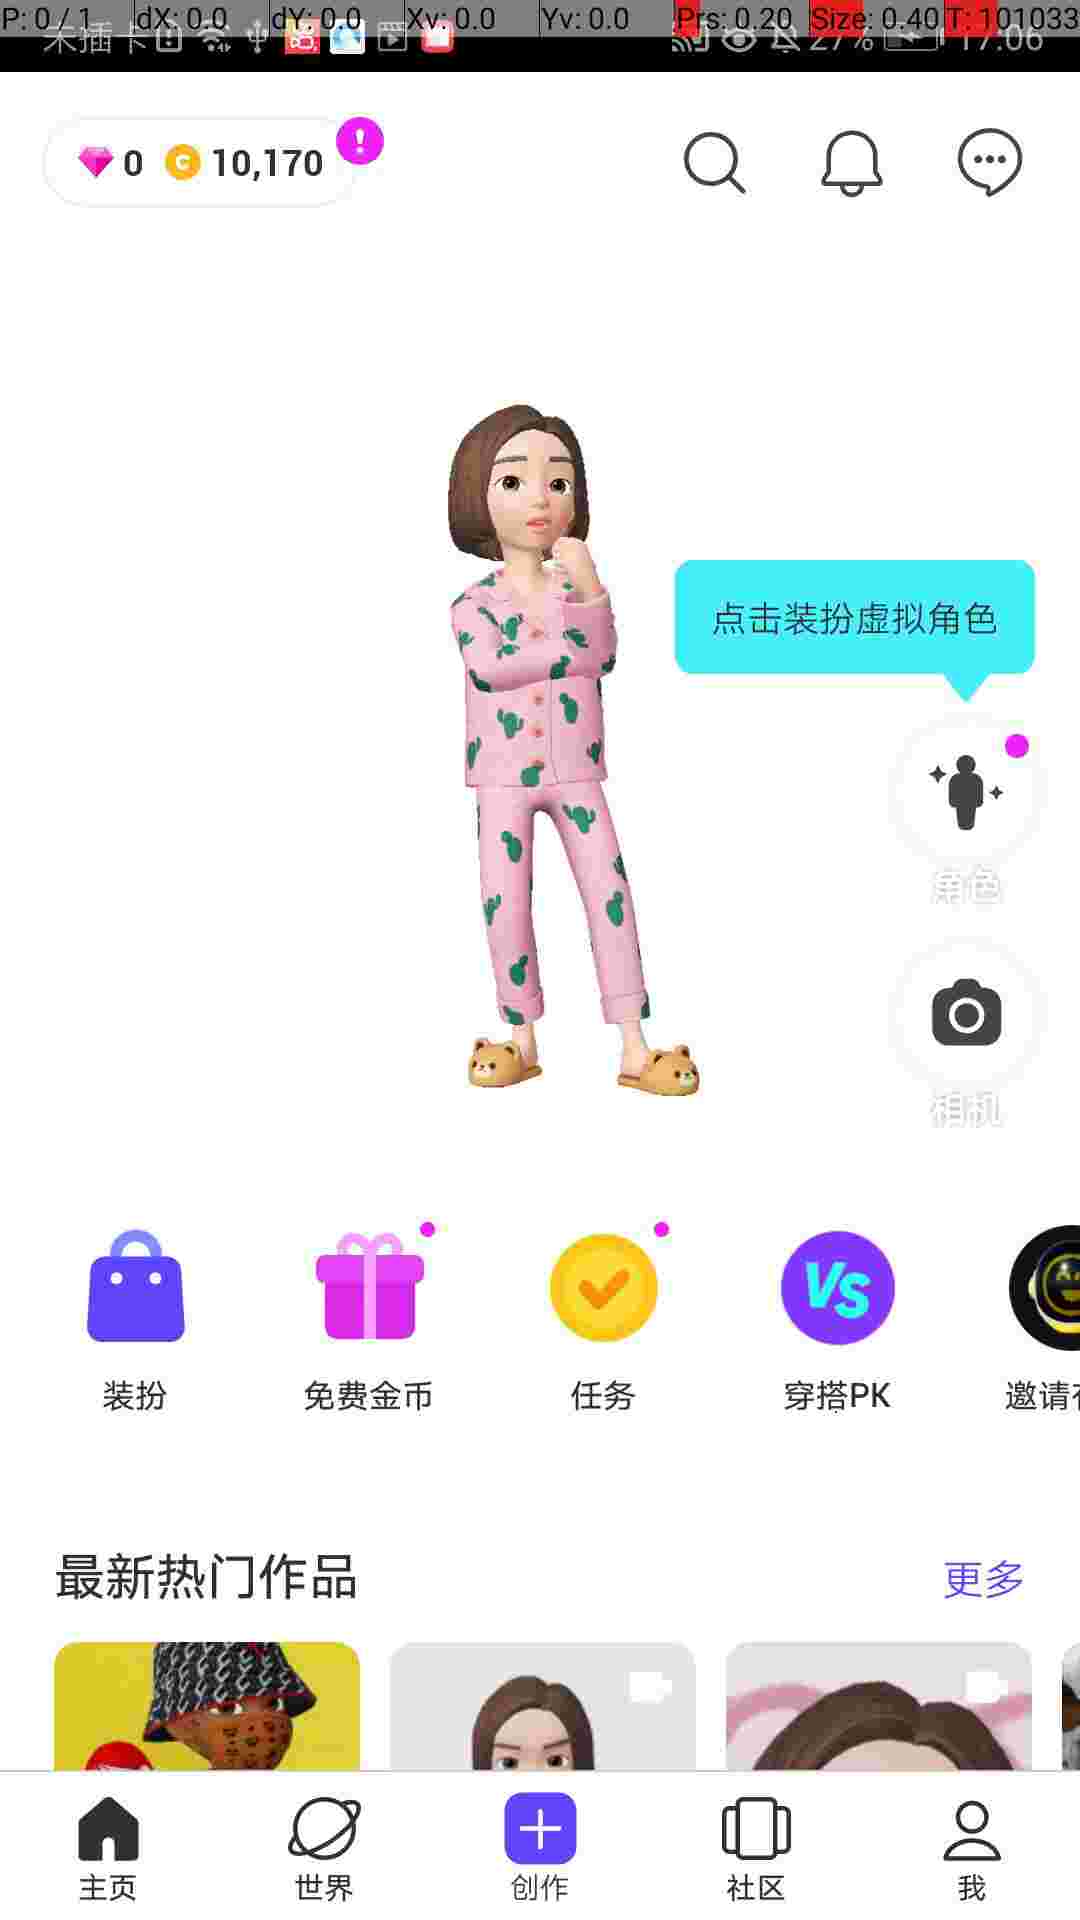 P: 0 / 1 dX: 0.0 dY: 0.0 Xv: 0.0 Yv: 0.0 Prs: 0.20 Size: 0.40 T: 101033
未插卡 27% 17:06
0 C 10,170 !
点击装扮虚拟角色
角色
相机
VS
装扮 免费金币 任务 穿搭PK 邀请
最新热门作品 更多
主页 世界 创作 社区 我